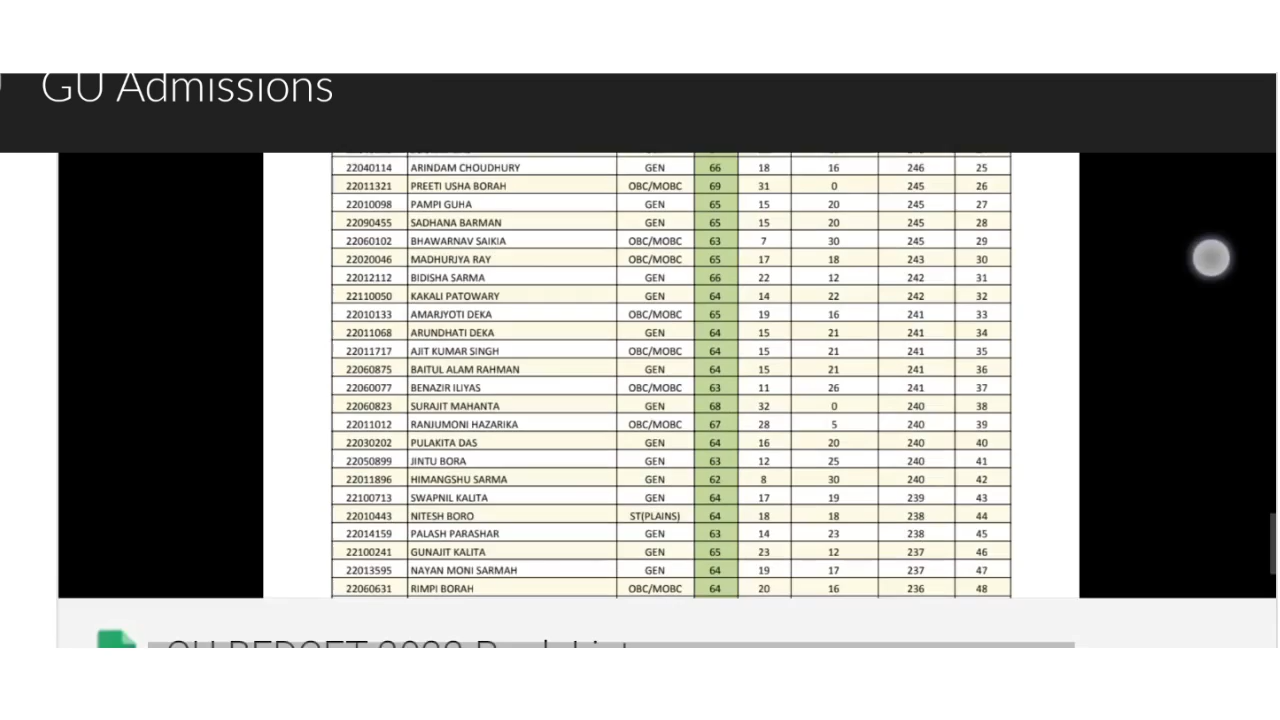 GU Admissions
22040114 ARINDAM CHOUDHURY GEN 66 18 16 246 25
22011321 PREETI USHA BORAH OBC/MOBC 69 31 0 245 26
22010098 PAMPI GUHA GEN 65 15 20 245 27
22090455 SADHANA BARMAN GEN 65 15 20 245 28
22060102 BHAWARNAV SAIKIA OBC/MOBC 63 7 30 245 29
22020046 MADHURJYA RAY OBC/MOBC 65 17 18 243 30
22012112 BIDISHA SARMA GEN 66 22 12 242 31
22110050 KAKALI PATOWARY GEN 64 14 22 242 32
22010133 AMARJYOTI DEKA OBC/MOBC 65 19 16 241 33
22011068 ARUNDHATI DEKA GEN 64 15 21 241 34
22011717 AJIT KUMAR SINGH OBC/MOBC 64 15 21 241 35
22060875 BAITUL ALAM RAHMAN GEN 64 15 21 241 36
22060077 BENAZIR ILIYAS OBC/MOBC 63 11 26 241 37
22060823 SURAJIT MAHANTA GEN 68 32 0 240 38
22011012 RANJUMONI HAZARIKA OBC/MOBC 67 28 5 240 39
22030202 PULAKITA DAS GEN 64 16 20 240 40
22050899 JINTU BORA GEN 63 12 25 240 41
22011896 HIMANGSHU SARMA GEN 62 8 30 240 42
22100713 SWAPNIL KALITA GEN 64 17 19 239 43
22010443 NITESH BORO ST(PLAINS) 64 18 18 238 44
22014159 PALASH PARASHAR GEN 63 14 23 238 45
22100241 GUNAJIT KALITA GEN 65 23 12 237 46
22013595 NAYAN MONI SARMAH GEN 64 19 17 237 47
22060631 RIMPI BORAH OBC/MOBC 64 20 16 236 48